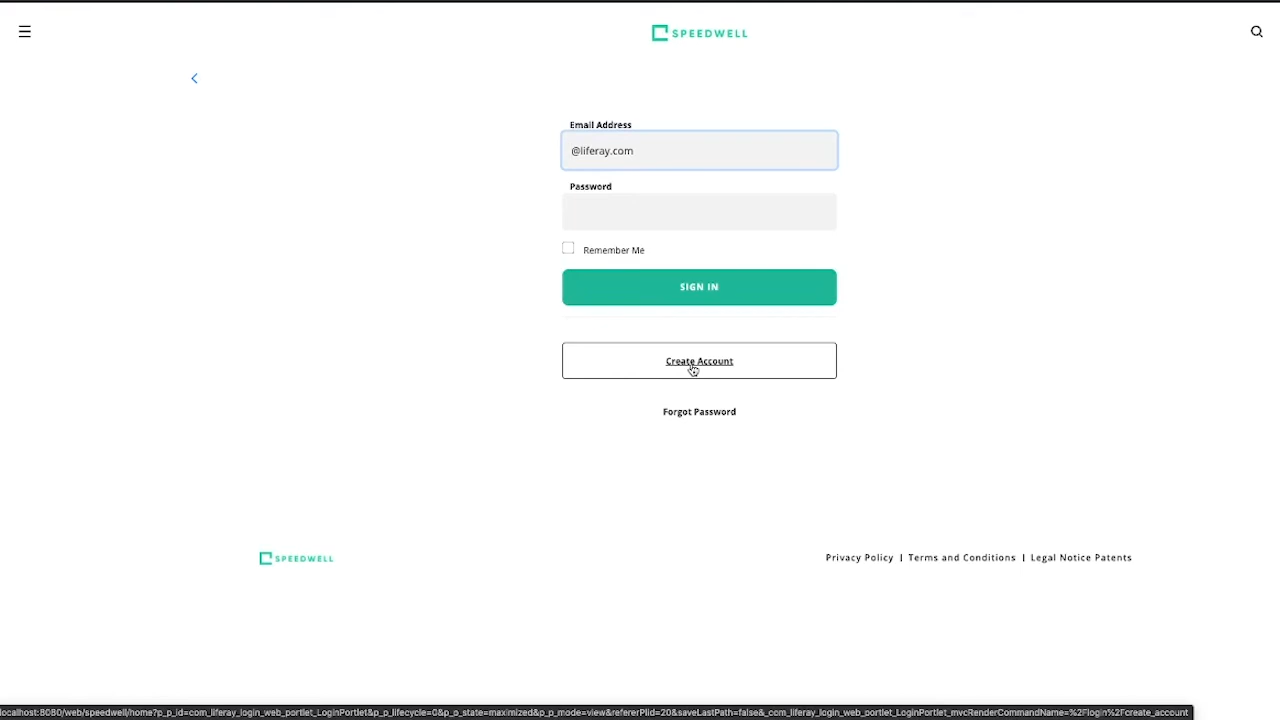 SPEEDWELL
Email Address
@liferay.com
Password
Remember Me
SIGN IN
Create Account
Forgot Password
SPEEDWELL
Privacy Policy | Terms and Conditions | Legal Notice Patents
localhost:8080/web/speedwell/home?p_p_id=com_liferay_login_web_portlet_LoginPortlet&p_p_lifecycle=0&p_p_state=maximized&p_p_mode=view&refererPlid=20&saveLastPath=false&_com_liferay_login_web_portlet_LoginPortlet_mvcRenderCommandName=%2Flogin%2Fcreate_account